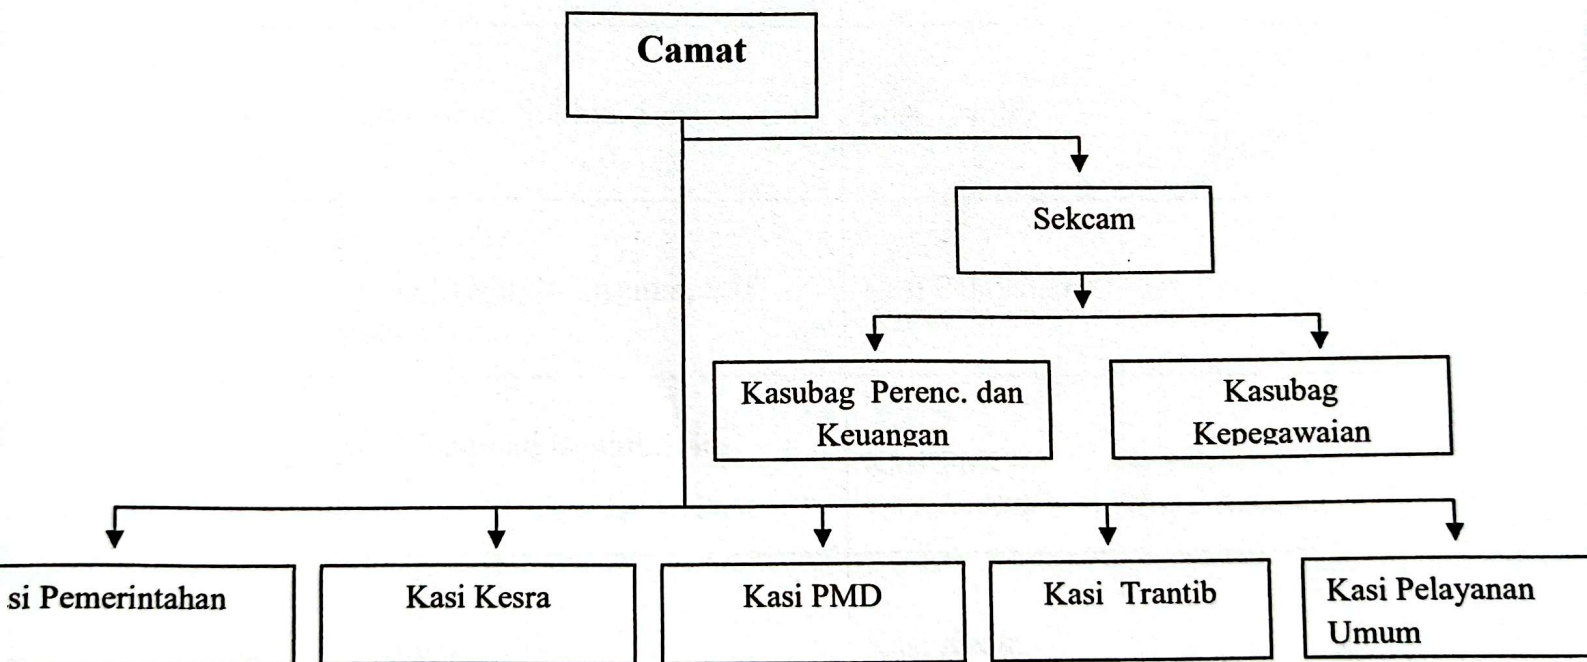 Camat
Sekcam
Kasubag Perenc. dan
Keuangan
Kasubag
Kepegawaian
si Pemerintahan
Kasi Kesra
Kasi PMD
Kasi Trantib
Kasi Pelayanan
Umum